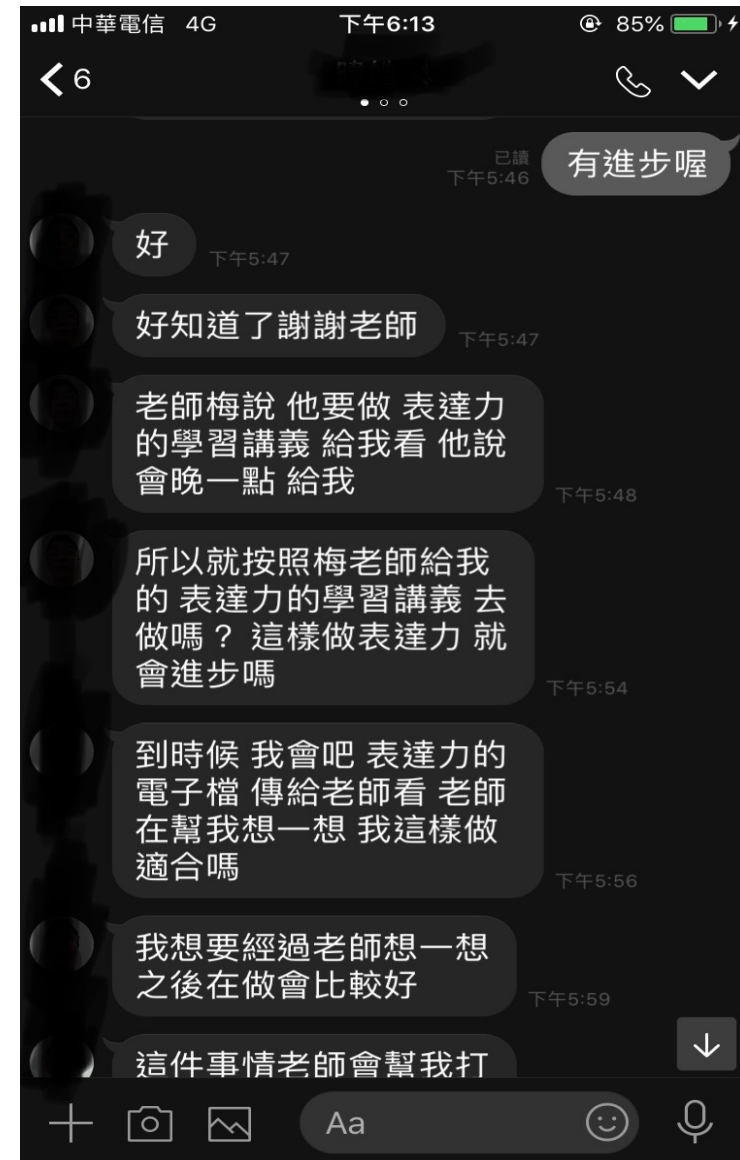 中華電信 4G 下午6:13 85%
6
已讀
下午5:46
有進步喔
好
下午5:47
好知道了謝謝老師
下午5:47
老師梅說 他要做 表達力
的學習講義 給我看 他說
會晚一點 給我
下午5:48
所以就按照梅老師給我
的 表達力的學習講義 去
做嗎？ 這樣做表達力 就
會進步嗎
下午5:54
到時候 我會吧 表達力的
電子檔 傳給老師看 老師
在幫我想一想 我這樣做
適合嗎
下午5:56
我想要經過老師想一想
之後在做會比較好
下午5:59
這件事情老師會幫我打
Aa